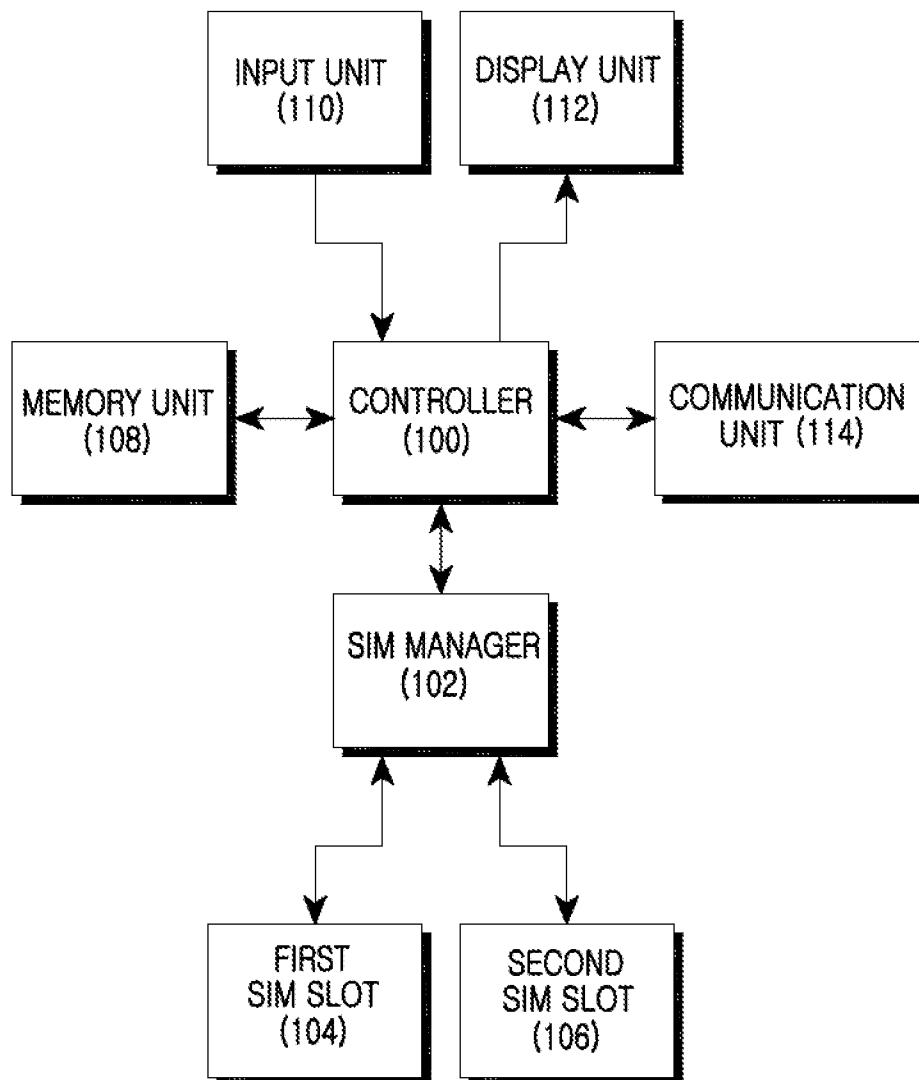 INPUT UNIT
(110)
DISPLAY UNIT
(112)
MEMORY UNIT
(108)
CONTROLLER
(100)
COMMUNICATION
UNIT (114)
SIM MANAGER
(102)
FIRST
SIM SLOT
(104)
SECOND
SIM SLOT
(106)